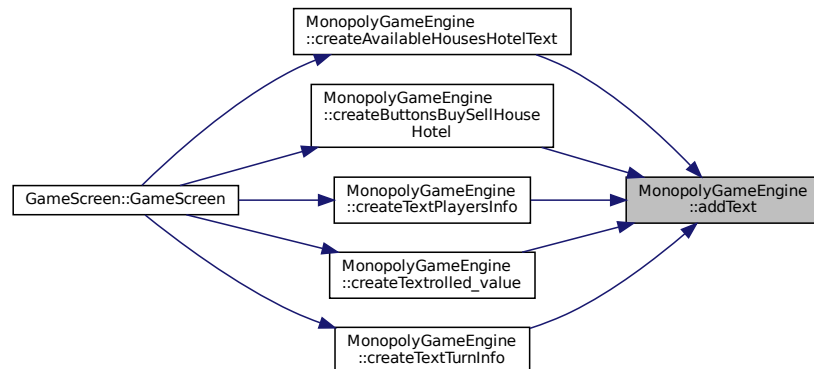 MonopolyGameEngine
::createAvailableHousesHotelText
MonopolyGameEngine
::createButtonsBuySellHouse
Hotel
GameScreen::GameScreen
MonopolyGameEngine
::createTextPlayersInfo
MonopolyGameEngine
::addText
MonopolyGameEngine
::createTextrolled_value
MonopolyGameEngine
::createTextTurnInfo